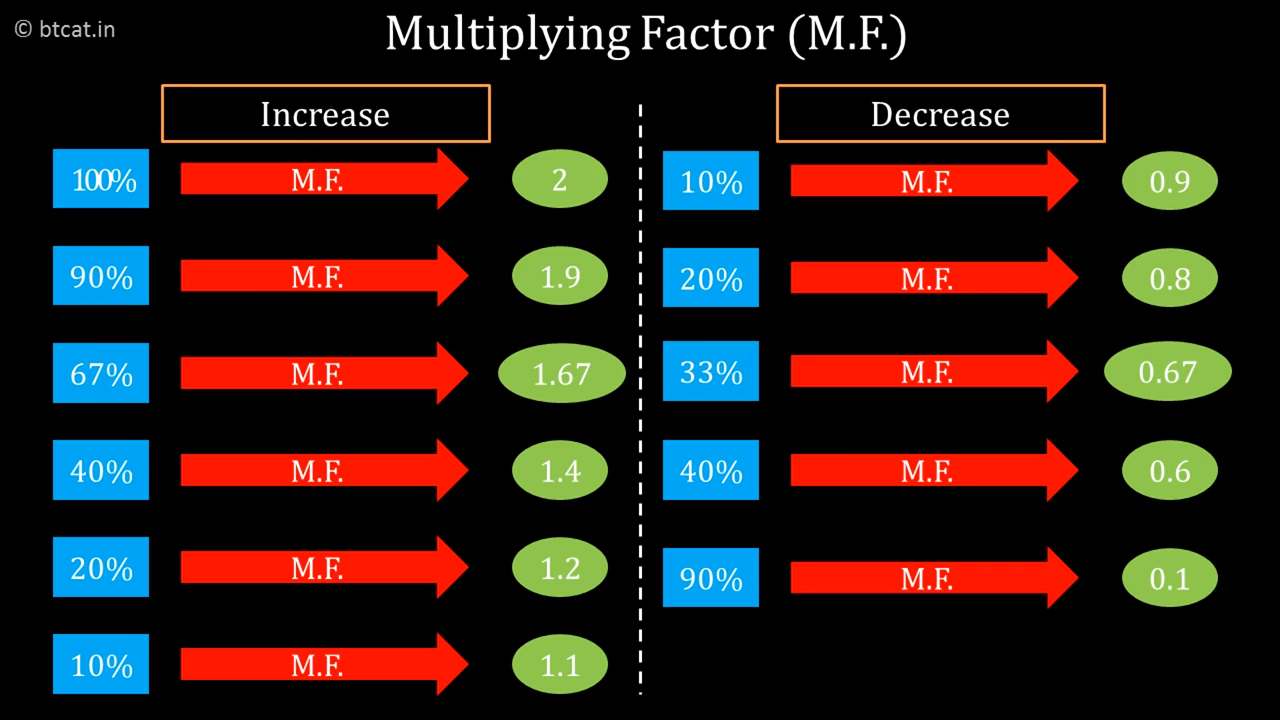 © btcat.in
Multiplying Factor (M.F.)
Increase
100% M.F. 2
90% M.F. 1.9
67% M.F. 1.67
40% M.F. 1.4
20% M.F. 1.2
10% M.F. 1.1
Decrease
10% M.F. 0.9
20% M.F. 0.8
33% M.F. 0.67
40% M.F. 0.6
90% M.F. 0.1